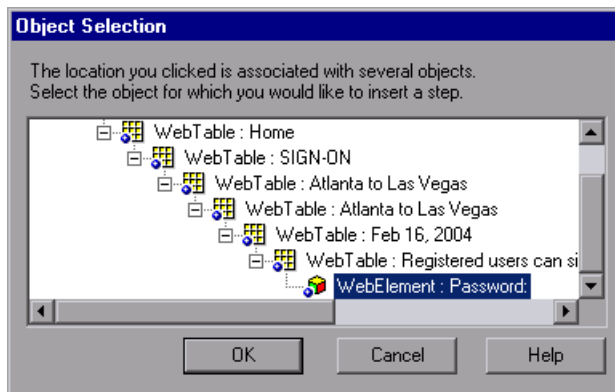 Object Selection
The location you clicked is associated with several objects.
Select the object for which you would like to insert a step.
WebTable : Home
WebTable : SIGN-ON
WebTable : Atlanta to Las Vegas
WebTable : Atlanta to Las Vegas
WebTable : Feb 16, 2004
WebTable : Registered users can si
WebElement : Password:
OK Cancel Help